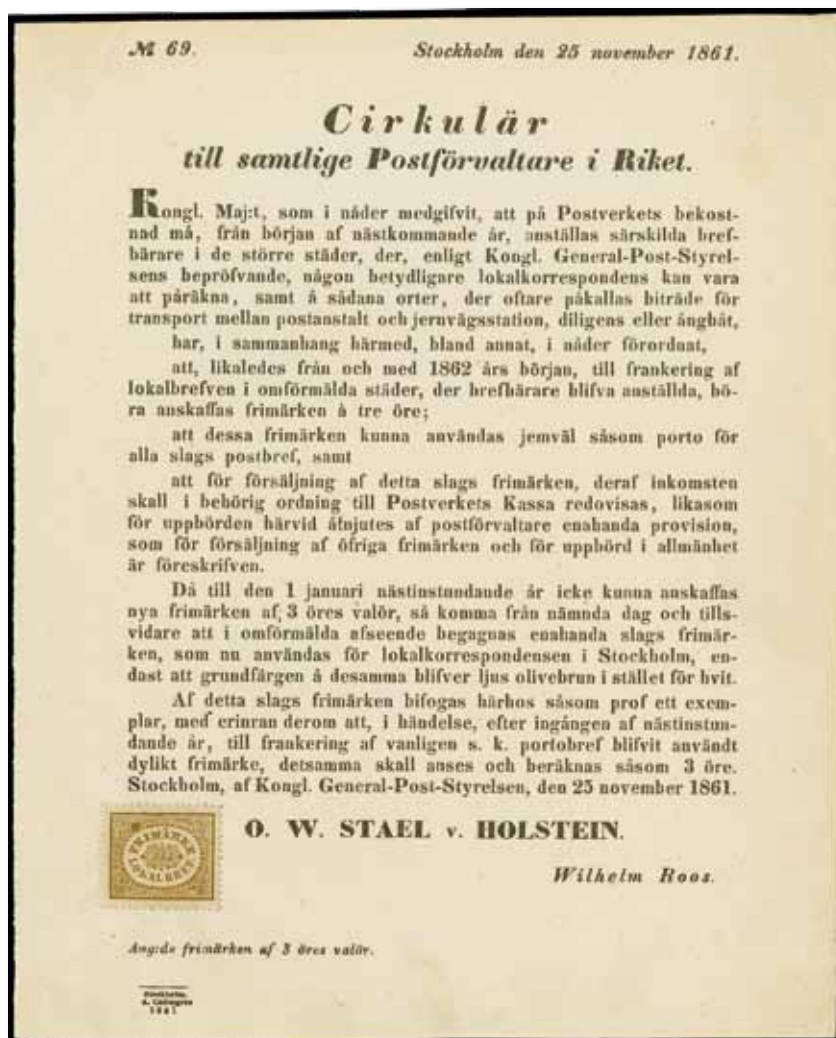 № 69. Stockholm den 25 november 1861.
Cirkulär
till samtlige Postförvaltare i Riket.
Kongl. Maj:t, som i nåder medgifvit, att på Postverkets bekost-
nad må, från början af nästkommande år, anställas särskilda bref-
bärare i de större städer, der, enligt Kongl. General-Post-Styrel-
sens bepröfvande, någon betydligare lokalkorrespondens kan vara
att påräkna, samt å sådana orter, der oftare påkallas biträde för
transport mellan postanstalt och jernvägsstation, diligens eller ångbåt,
har, i sammanhang härmed, bland annat, i nåder förordnat,
att, likaledes från och med 1862 års början, till frankering af
lokalbrefven i omförmälda städer, der brefbärare blifva anställda, bö-
ra anskaffas frimärken à tre öre;
att dessa frimärken kunna användas jemväl såsom porto för
alla slags postbref, samt
att för försäljning af detta slags frimärken, deraf inkomsten
skall i behörig ordning till Postverkets Kassa redovisas, likasom
för uppbörden härvid åtnjutes af postförvaltare enahanda provision,
som för försäljning af öfriga frimärken och för uppbörd i allmänhet
är föreskrifven.
Då till den 1 januari nästinstundande år icke kunna anskaffas
nya frimärken af 3 öres valör, så komma från nämnda dag och tills-
vidare att i omförmälda afseende begagnas enahanda slags frimär-
ken, som nu användas för lokalkorrespondensen i Stockholm, en-
dast att grundfärgen å desamma blifver ljus olivebrun i stället för hvit.
Af detta slags frimärken bifogas härhos såsom prof ett exem-
plar, med erinran derom att, i händelse, efter ingången af nästinstun-
dande år, till frankering af vanligen s. k. portobref blifvit användt
dylikt frimärke, detsamma skall anses och beräknas såsom 3 öre.
Stockholm, af Kongl. General-Post-Styrelsen, den 25 november 1861.
FRIMÄRKE
LOKALBREF
O. W. STAEL v. HOLSTEIN.
Wilhelm Roos.
Ang:de frimärken af 3 öres valör.
Stockholm,
1861